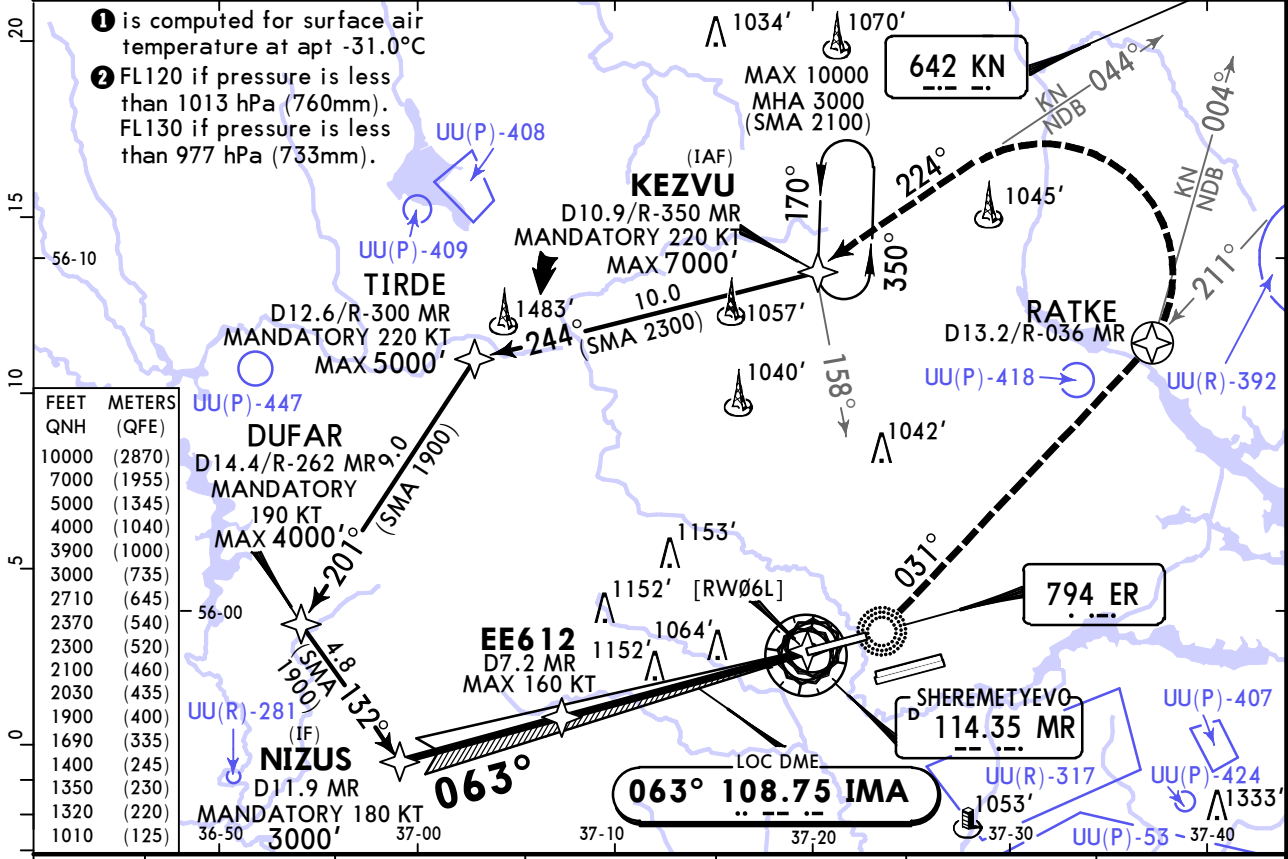 ❶ is computed for surface air
temperature at apt -31.0°C
❷ FL120 if pressure is less
than 1013 hPa (760mm).
FL130 if pressure is less
than 977 hPa (733mm).
20
15
10
5
0
1034'
1070'
MAX 10000
MHA 3000
(SMA 2100)
642 KN
KN
NDB
044°
KN
NDB
004°
UU(P)-408
UU(P)-409
(IAF)
KEZVU
D10.9/R-350 MR
MANDATORY 220 KT
MAX 7000'
170°
350°
224°
1045'
211°
56-10
TIRDE
D12.6/R-300 MR
MANDATORY 220 KT
MAX 5000'
1483'
244°
10.0
(SMA 2300)
1057'
RATKE
D13.2/R-036 MR
UU(P)-418
UU(R)-392
158°
1040'
1042'
UU(P)-447
FEET METERS
QNH (QFE)
10000 (2870)
7000 (1955)
5000 (1345)
4000 (1040)
3900 (1000)
3000 (735)
2710 (645)
2370 (540)
2300 (520)
2100 (460)
2030 (435)
1900 (400)
1690 (335)
1400 (245)
1350 (230)
1320 (220)
1010 (125)
DUFAR
D14.4/R-262 MR
MANDATORY
190 KT
MAX 4000'
9.0
(SMA 1900)
201°
56-00
4.8
(SMA
1900)
132°
1153'
1152'
[RWØ6L]
1064'
1152'
031°
794 ER
EE612
D7.2 MR
MAX 160 KT
UU(R)-281
(IF)
NIZUS
D11.9 MR
MANDATORY 180 KT
3000'
063°
SHEREMETYEVO
D
114.35 MR
LOC DME
063° 108.75 IMA
UU(P)-407
UU(R)-317
UU(P)-424
1053'
1333'
UU(P)-53
36-50
37-00
37-10
37-20
37-30
37-40